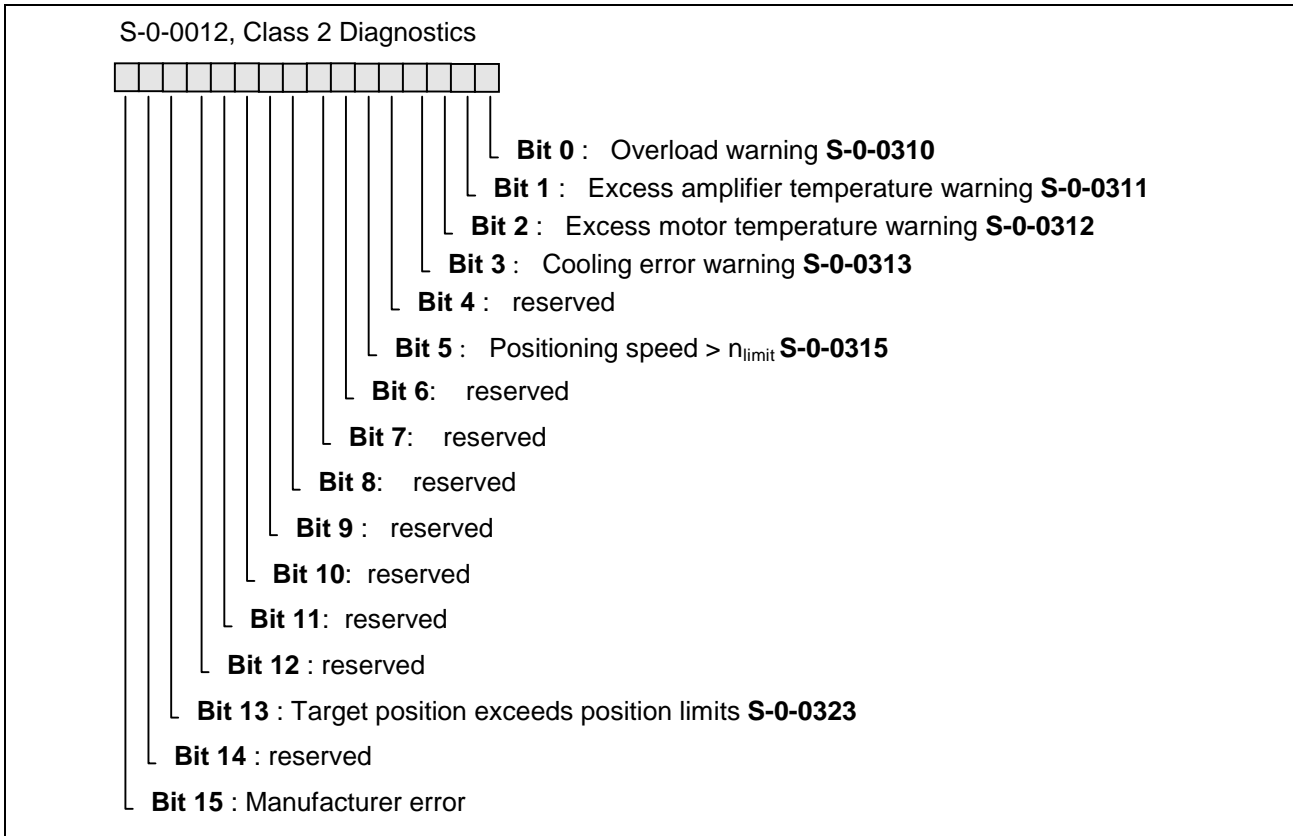 S-0-0012, Class 2 Diagnostics
Bit 0 : Overload warning S-0-0310
Bit 1 : Excess amplifier temperature warning S-0-0311
Bit 2 : Excess motor temperature warning S-0-0312
Bit 3 : Cooling error warning S-0-0313
Bit 4 : reserved
Bit 5 : Positioning speed > nlimit S-0-0315
Bit 6: reserved
Bit 7: reserved
Bit 8: reserved
Bit 9 : reserved
Bit 10: reserved
Bit 11: reserved
Bit 12 : reserved
Bit 13 : Target position exceeds position limits S-0-0323
Bit 14 : reserved
Bit 15 : Manufacturer error